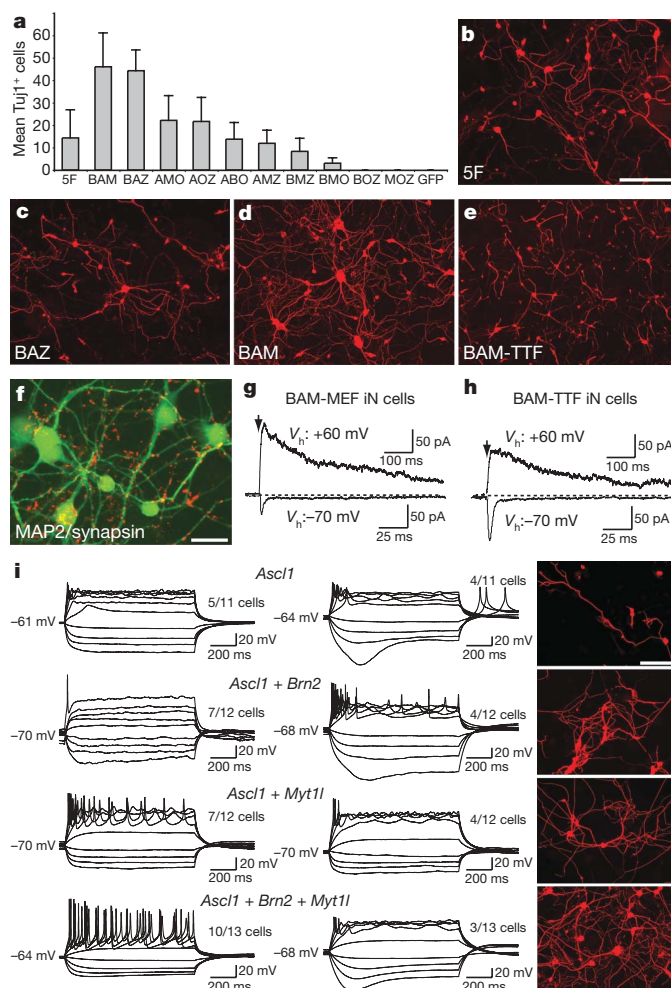 a
Mean Tuj1+ cells
60
50
40
30
20
10
0
5F BAM BAZ AMO AOZ ABO AMZ BMZ BMO BOZ MOZ GFP
b
5F
c
BAZ
d
BAM
e
BAM-TTF
f
MAP2/synapsin
g
BAM-MEF iN cells
Vh: +60 mV
50 pA
100 ms
Vh:–70 mV
50 pA
25 ms
h
BAM-TTF iN cells
Vh: +60 mV
50 pA
100 ms
Vh:–70 mV
50 pA
25 ms
i
Ascl1
–61 mV
5/11 cells
20 mV
200 ms
–64 mV
4/11 cells
20 mV
200 ms
Ascl1 + Brn2
–70 mV
7/12 cells
20 mV
200 ms
–68 mV
4/12 cells
20 mV
200 ms
Ascl1 + Myt1l
–70 mV
7/12 cells
20 mV
200 ms
–70 mV
4/12 cells
20 mV
200 ms
Ascl1 + Brn2 + Myt1l
–64 mV
10/13 cells
20 mV
200 ms
–68 mV
3/13 cells
20 mV
200 ms